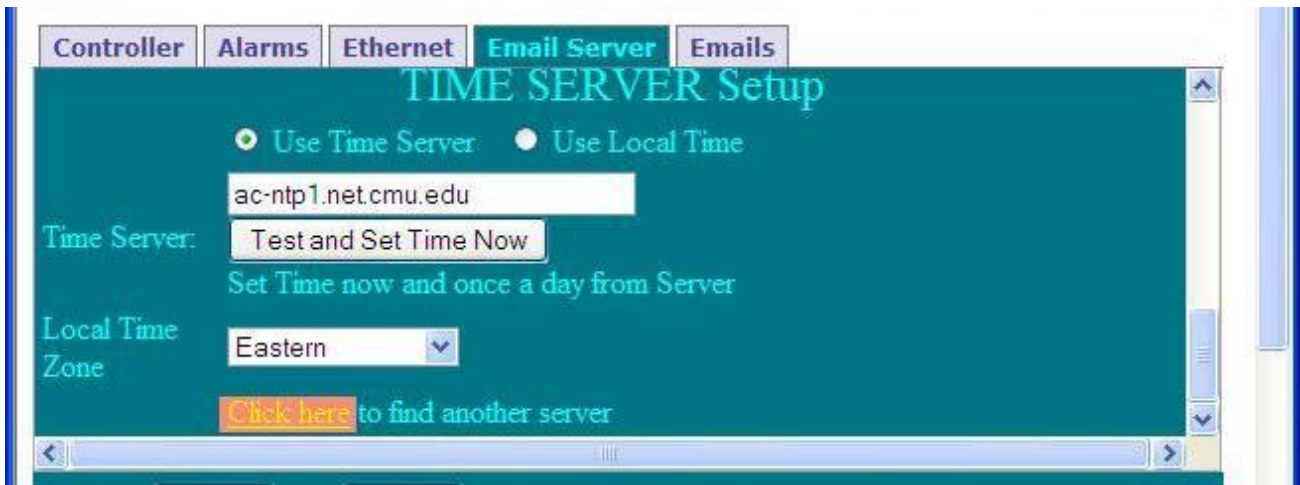 Controller Alarms Ethernet Email Server Emails
TIME SERVER Setup
Use Time Server Use Local Time
ac-ntp1.net.cmu.edu
Time Server: Test and Set Time Now
Set Time now and once a day from Server
Local Time
Zone
Eastern
Click here to find another server